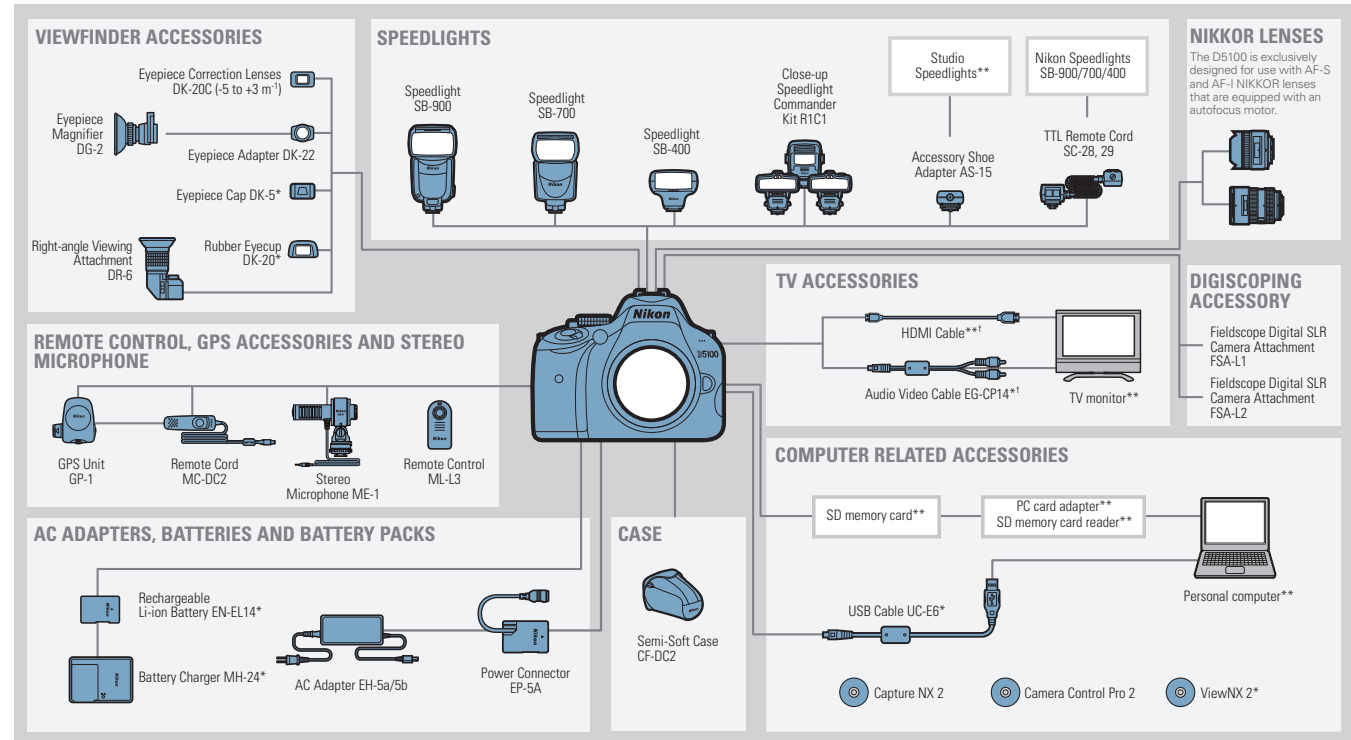 VIEWFINDER ACCESSORIES
Eyepiece Correction Lenses
DK-20C (-5 to +3 m-1)
Eyepiece
Magnifier
DG-2
Eyepiece Adapter DK-22
Eyepiece Cap DK-5*
Right-angle Viewing
Attachment
DR-6
Rubber Eyecup
DK-20*
SPEEDLIGHTS
Speedlight
SB-900
Speedlight
SB-700
Speedlight
SB-400
Close-up
Speedlight
Commander
Kit R1C1
Studio
Speedlights**
Accessory Shoe
Adapter AS-15
Nikon Speedlights
SB-900/700/400
TTL Remote Cord
SC-28, 29
Nikon
Nikon
Nikon
NIKKOR LENSES
The D5100 is exclusively
designed for use with AF-S
and AF-I NIKKOR lenses
that are equipped with an
autofocus motor.
REMOTE CONTROL, GPS ACCESSORIES AND STEREO
MICROPHONE
GPS Unit
GP-1
Remote Cord
MC-DC2
Stereo
Microphone ME-1
Remote Control
ML-L3
Nikon
Nikon
Nikon
D5100
TV ACCESSORIES
HDMI Cable**†
Audio Video Cable EG-CP14*†
TV monitor**
DIGISCOPING
ACCESSORY
Fieldscope Digital SLR
Camera Attachment
FSA-L1
Fieldscope Digital SLR
Camera Attachment
FSA-L2
AC ADAPTERS, BATTERIES AND BATTERY PACKS
Rechargeable
Li-ion Battery EN-EL14*
Battery Charger MH-24*
AC Adapter EH-5a/5b
Power Connector
EP-5A
Nikon
Nikon
Nikon
CASE
Semi-Soft Case
CF-DC2
COMPUTER RELATED ACCESSORIES
SD memory card**
PC card adapter**
SD memory card reader**
Personal computer**
USB Cable UC-E6*
Capture NX 2
Camera Control Pro 2
ViewNX 2*